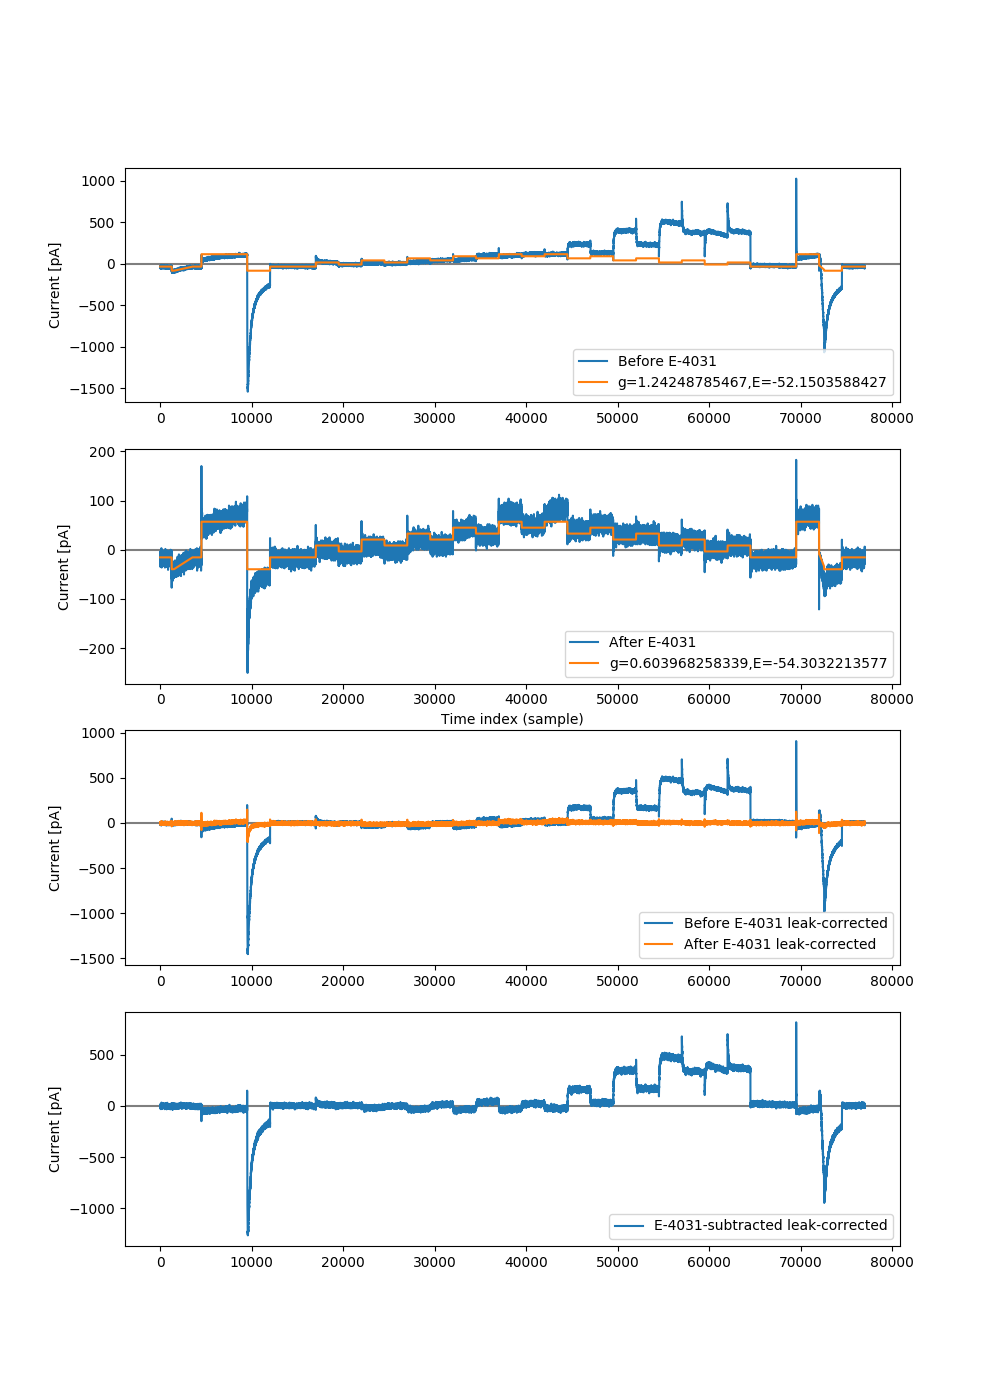 1000
500
0
−500
−1000
−1500
Current [pA]
Before E-4031
g=1.24248785467,E=-52.1503588427
0 10000 20000 30000 40000 50000 60000 70000 80000
200
100
0
−100
−200
Current [pA]
After E-4031
g=0.603968258339,E=-54.3032213577
0 10000 20000 30000 40000 50000 60000 70000 80000
Time index (sample)
1000
500
0
−500
−1000
−1500
Current [pA]
Before E-4031 leak-corrected
After E-4031 leak-corrected
0 10000 20000 30000 40000 50000 60000 70000 80000
500
0
−500
−1000
Current [pA]
E-4031-subtracted leak-corrected
0 10000 20000 30000 40000 50000 60000 70000 80000